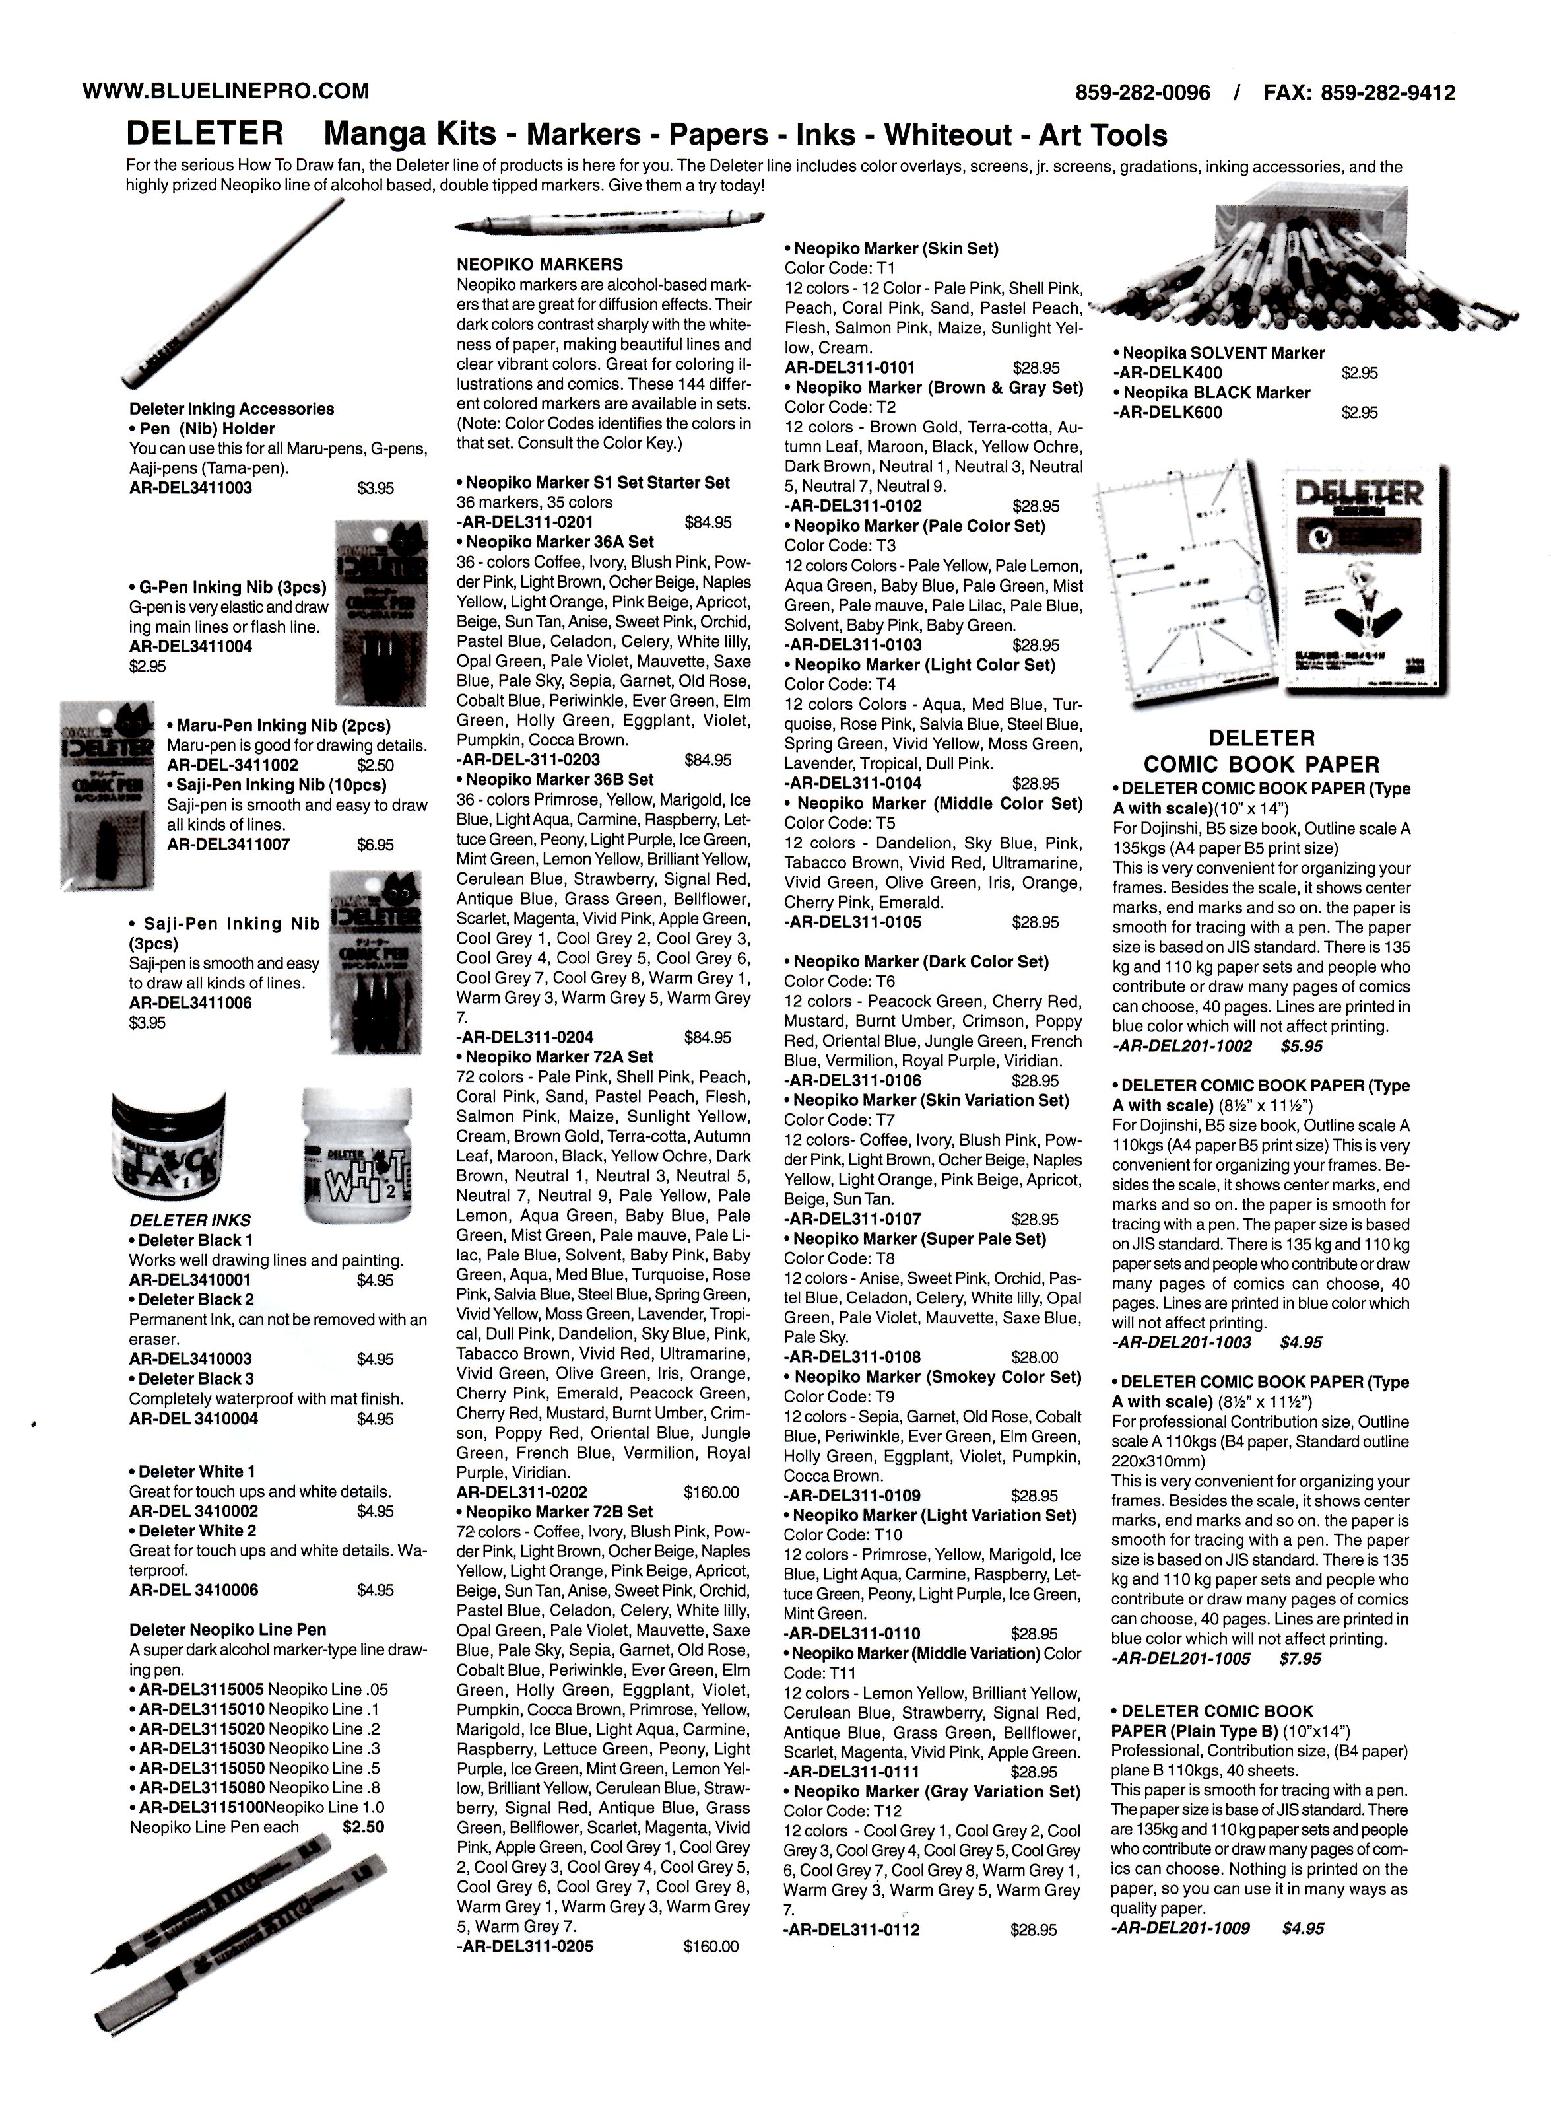 WWW.BLUELINEPRO.COM
859-282-0096 / FAX: 859-282-9412
DELETER Manga Kits - Markers - Papers - Inks - Whiteout - Art Tools
For the serious How To Draw fan, the Deleter line of products is here for you. The Deleter line includes color overlays, screens, jr. screens, gradations, inking accessories, and the
highly prized Neopiko line of alcohol based, double tipped markers. Give them a try today!
Deleter Inking Accessories
• Pen (Nib) Holder
You can use this for all Maru-pens, G-pens,
Aaji-pens (Tama-pen).
AR-DEL3411003 $3.95
• G-Pen Inking Nib (3pcs)
G-pen is very elastic and draw
ing main lines or flash line.
AR-DEL3411004
$2.95
DELETER
COMIC PEN
• Maru-Pen Inking Nib (2pcs)
Maru-pen is good for drawing details.
AR-DEL-3411002 $2.50
• Saji-Pen Inking Nib (10pcs)
Saji-pen is smooth and easy to draw
all kinds of lines.
AR-DEL3411007 $6.95
DELETER
COMIC PEN
• Saji-Pen Inking Nib
(3pcs)
Saji-pen is smooth and easy
to draw all kinds of lines.
AR-DEL3411006
$3.95
DELETER
COMIC PEN
BLACK 1
DELETER
WHITE 2
DELETER INKS
• Deleter Black 1
Works well drawing lines and painting.
AR-DEL3410001 $4.95
• Deleter Black 2
Permanent Ink, can not be removed with an
eraser.
AR-DEL3410003 $4.95
• Deleter Black 3
Completely waterproof with mat finish.
AR-DEL 3410004 $4.95
• Deleter White 1
Great for touch ups and white details.
AR-DEL 3410002 $4.95
• Deleter White 2
Great for touch ups and white details. Wa-
terproof.
AR-DEL 3410006 $4.95
Deleter Neopiko Line Pen
A super dark alcohol marker-type line draw-
ing pen.
• AR-DEL3115005 Neopiko Line .05
• AR-DEL3115010 Neopiko Line .1
• AR-DEL3115020 Neopiko Line .2
• AR-DEL3115030 Neopiko Line .3
• AR-DEL3115050 Neopiko Line .5
• AR-DEL3115080 Neopiko Line .8
• AR-DEL3115100Neopiko Line 1.0
Neopiko Line Pen each $2.50
NEOPIKO MARKERS
Neopiko markers are alcohol-based mark-
ers that are great for diffusion effects. Their
dark colors contrast sharply with the white-
ness of paper, making beautiful lines and
clear vibrant colors. Great for coloring il-
lustrations and comics. These 144 differ-
ent colored markers are available in sets.
(Note: Color Codes identifies the colors in
that set. Consult the Color Key.)
• Neopiko Marker S1 Set Starter Set
36 markers, 35 colors
-AR-DEL311-0201 $84.95
• Neopiko Marker 36A Set
36 - colors Coffee, Ivory, Blush Pink, Pow-
der Pink, Light Brown, Ocher Beige, Naples
Yellow, Light Orange, Pink Beige, Apricot,
Beige, Sun Tan, Anise, Sweet Pink, Orchid,
Pastel Blue, Celadon, Celery, White lilly,
Opal Green, Pale Violet, Mauvette, Saxe
Blue, Pale Sky, Sepia, Garnet, Old Rose,
Cobalt Blue, Periwinkle, Ever Green, Elm
Green, Holly Green, Eggplant, Violet,
Pumpkin, Cocca Brown.
-AR-DEL-311-0203 $84.95
• Neopiko Marker 36B Set
36 - colors Primrose, Yellow, Marigold, Ice
Blue, Light Aqua, Carmine, Raspberry, Let-
tuce Green, Peony, Light Purple, Ice Green,
Mint Green, Lemon Yellow, Brilliant Yellow,
Cerulean Blue, Strawberry, Signal Red,
Antique Blue, Grass Green, Bellflower,
Scarlet, Magenta, Vivid Pink, Apple Green,
Cool Grey 1, Cool Grey 2, Cool Grey 3,
Cool Grey 4, Cool Grey 5, Cool Grey 6,
Cool Grey 7, Cool Grey 8, Warm Grey 1,
Warm Grey 3, Warm Grey 5, Warm Grey
7.
-AR-DEL311-0204 $84.95
• Neopiko Marker 72A Set
72 colors - Pale Pink, Shell Pink, Peach,
Coral Pink, Sand, Pastel Peach, Flesh,
Salmon Pink, Maize, Sunlight Yellow,
Cream, Brown Gold, Terra-cotta, Autumn
Leaf, Maroon, Black, Yellow Ochre, Dark
Brown, Neutral 1, Neutral 3, Neutral 5,
Neutral 7, Neutral 9, Pale Yellow, Pale
Lemon, Aqua Green, Baby Blue, Pale
Green, Mist Green, Pale mauve, Pale Li-
lac, Pale Blue, Solvent, Baby Pink, Baby
Green, Aqua, Med Blue, Turquoise, Rose
Pink, Salvia Blue, Steel Blue, Spring Green,
Vivid Yellow, Moss Green, Lavender, Tropi-
cal, Dull Pink, Dandelion, Sky Blue, Pink,
Tabacco Brown, Vivid Red, Ultramarine,
Vivid Green, Olive Green, Iris, Orange,
Cherry Pink, Emerald, Peacock Green,
Cherry Red, Mustard, Burnt Umber, Crim-
son, Poppy Red, Oriental Blue, Jungle
Green, French Blue, Vermilion, Royal
Purple, Viridian.
AR-DEL311-0202 $160.00
• Neopiko Marker 72B Set
72 colors - Coffee, Ivory, Blush Pink, Pow-
der Pink, Light Brown, Ocher Beige, Naples
Yellow, Light Orange, Pink Beige, Apricot,
Beige, Sun Tan, Anise, Sweet Pink, Orchid,
Pastel Blue, Celadon, Celery, White lilly,
Opal Green, Pale Violet, Mauvette, Saxe
Blue, Pale Sky, Sepia, Garnet, Old Rose,
Cobalt Blue, Periwinkle, Ever Green, Elm
Green, Holly Green, Eggplant, Violet,
Pumpkin, Cocca Brown, Primrose, Yellow,
Marigold, Ice Blue, Light Aqua, Carmine,
Raspberry, Lettuce Green, Peony, Light
Purple, Ice Green, Mint Green, Lemon Yel-
low, Brilliant Yellow, Cerulean Blue, Straw-
berry, Signal Red, Antique Blue, Grass
Green, Bellflower, Scarlet, Magenta, Vivid
Pink, Apple Green, Cool Grey 1, Cool Grey
2, Cool Grey 3, Cool Grey 4, Cool Grey 5,
Cool Grey 6, Cool Grey 7, Cool Grey 8,
Warm Grey 1, Warm Grey 3, Warm Grey
5, Warm Grey 7.
-AR-DEL311-0205 $160.00
• Neopiko Marker (Skin Set)
Color Code: T1
12 colors - 12 Color - Pale Pink, Shell Pink,
Peach, Coral Pink, Sand, Pastel Peach,
Flesh, Salmon Pink, Maize, Sunlight Yel-
low, Cream.
AR-DEL311-0101 $28.95
• Neopiko Marker (Brown & Gray Set)
Color Code: T2
12 colors - Brown Gold, Terra-cotta, Au-
tumn Leaf, Maroon, Black, Yellow Ochre,
Dark Brown, Neutral 1, Neutral 3, Neutral
5, Neutral 7, Neutral 9.
-AR-DEL311-0102 $28.95
• Neopiko Marker (Pale Color Set)
Color Code: T3
12 colors Colors - Pale Yellow, Pale Lemon,
Aqua Green, Baby Blue, Pale Green, Mist
Green, Pale mauve, Pale Lilac, Pale Blue,
Solvent, Baby Pink, Baby Green.
-AR-DEL311-0103 $28.95
• Neopiko Marker (Light Color Set)
Color Code: T4
12 colors Colors - Aqua, Med Blue, Tur-
quoise, Rose Pink, Salvia Blue, Steel Blue,
Spring Green, Vivid Yellow, Moss Green,
Lavender, Tropical, Dull Pink.
-AR-DEL311-0104 $28.95
• Neopiko Marker (Middle Color Set)
Color Code: T5
12 colors - Dandelion, Sky Blue, Pink,
Tabacco Brown, Vivid Red, Ultramarine,
Vivid Green, Olive Green, Iris, Orange,
Cherry Pink, Emerald.
-AR-DEL311-0105 $28.95
• Neopiko Marker (Dark Color Set)
Color Code: T6
12 colors - Peacock Green, Cherry Red,
Mustard, Burnt Umber, Crimson, Poppy
Red, Oriental Blue, Jungle Green, French
Blue, Vermilion, Royal Purple, Viridian.
-AR-DEL311-0106 $28.95
• Neopiko Marker (Skin Variation Set)
Color Code: T7
12 colors- Coffee, Ivory, Blush Pink, Pow-
der Pink, Light Brown, Ocher Beige, Naples
Yellow, Light Orange, Pink Beige, Apricot,
Beige, Sun Tan.
-AR-DEL311-0107 $28.95
• Neopiko Marker (Super Pale Set)
Color Code: T8
12 colors - Anise, Sweet Pink, Orchid, Pas-
tel Blue, Celadon, Celery, White lilly, Opal
Green, Pale Violet, Mauvette, Saxe Blue,
Pale Sky.
-AR-DEL311-0108 $28.00
• Neopiko Marker (Smokey Color Set)
Color Code: T9
12 colors - Sepia, Garnet, Old Rose, Cobalt
Blue, Periwinkle, Ever Green, Elm Green,
Holly Green, Eggplant, Violet, Pumpkin,
Cocca Brown.
-AR-DEL311-0109 $28.95
• Neopiko Marker (Light Variation Set)
Color Code: T10
12 colors - Primrose, Yellow, Marigold, Ice
Blue, Light Aqua, Carmine, Raspberry, Let-
tuce Green, Peony, Light Purple, Ice Green,
Mint Green.
-AR-DEL311-0110 $28.95
• Neopiko Marker (Middle Variation) Color
Code: T11
12 colors - Lemon Yellow, Brilliant Yellow,
Cerulean Blue, Strawberry, Signal Red,
Antique Blue, Grass Green, Bellflower,
Scarlet, Magenta, Vivid Pink, Apple Green.
-AR-DEL311-0111 $28.95
• Neopiko Marker (Gray Variation Set)
Color Code: T12
12 colors - Cool Grey 1, Cool Grey 2, Cool
Grey 3, Cool Grey 4, Cool Grey 5, Cool Grey
6, Cool Grey 7, Cool Grey 8, Warm Grey 1,
Warm Grey 3, Warm Grey 5, Warm Grey
7.
-AR-DEL311-0112 $28.95
• Neopika SOLVENT Marker
-AR-DELK400 $2.95
• Neopika BLACK Marker
-AR-DELK600 $2.95
DELETER
DELETER
COMIC BOOK PAPER
• DELETER COMIC BOOK PAPER (Type
A with scale)(10" x 14")
For Dojinshi, B5 size book, Outline scale A
135kgs (A4 paper B5 print size)
This is very convenient for organizing your
frames. Besides the scale, it shows center
marks, end marks and so on. the paper is
smooth for tracing with a pen. The paper
size is based on JIS standard. There is 135
kg and 110 kg paper sets and people who
contribute or draw many pages of comics
can choose, 40 pages. Lines are printed in
blue color which will not affect printing.
-AR-DEL201-1002 $5.95
• DELETER COMIC BOOK PAPER (Type
A with scale) (8½" x 11½")
For Dojinshi, B5 size book, Outline scale A
110kgs (A4 paper B5 print size) This is very
convenient for organizing your frames. Be-
sides the scale, it shows center marks, end
marks and so on. the paper is smooth for
tracing with a pen. The paper size is based
on JIS standard. There is 135 kg and 110 kg
paper sets and people who contribute or draw
many pages of comics can choose, 40
pages. Lines are printed in blue color which
will not affect printing.
-AR-DEL201-1003 $4.95
• DELETER COMIC BOOK PAPER (Type
A with scale) (8½" x 11½")
For professional Contribution size, Outline
scale A 110kgs (B4 paper, Standard outline
220x310mm)
This is very convenient for organizing your
frames. Besides the scale, it shows center
marks, end marks and so on. the paper is
smooth for tracing with a pen. The paper
size is based on JIS standard. There is 135
kg and 110 kg paper sets and people who
contribute or draw many pages of comics
can choose, 40 pages. Lines are printed in
blue color which will not affect printing.
-AR-DEL201-1005 $7.95
• DELETER COMIC BOOK
PAPER (Plain Type B) (10"x14")
Professional, Contribution size, (B4 paper)
plane B 110kgs, 40 sheets.
This paper is smooth for tracing with a pen.
The paper size is base of JIS standard. There
are 135kg and 110 kg paper sets and people
who contribute or draw many pages of com-
ics can choose. Nothing is printed on the
paper, so you can use it in many ways as
quality paper.
-AR-DEL201-1009 $4.95